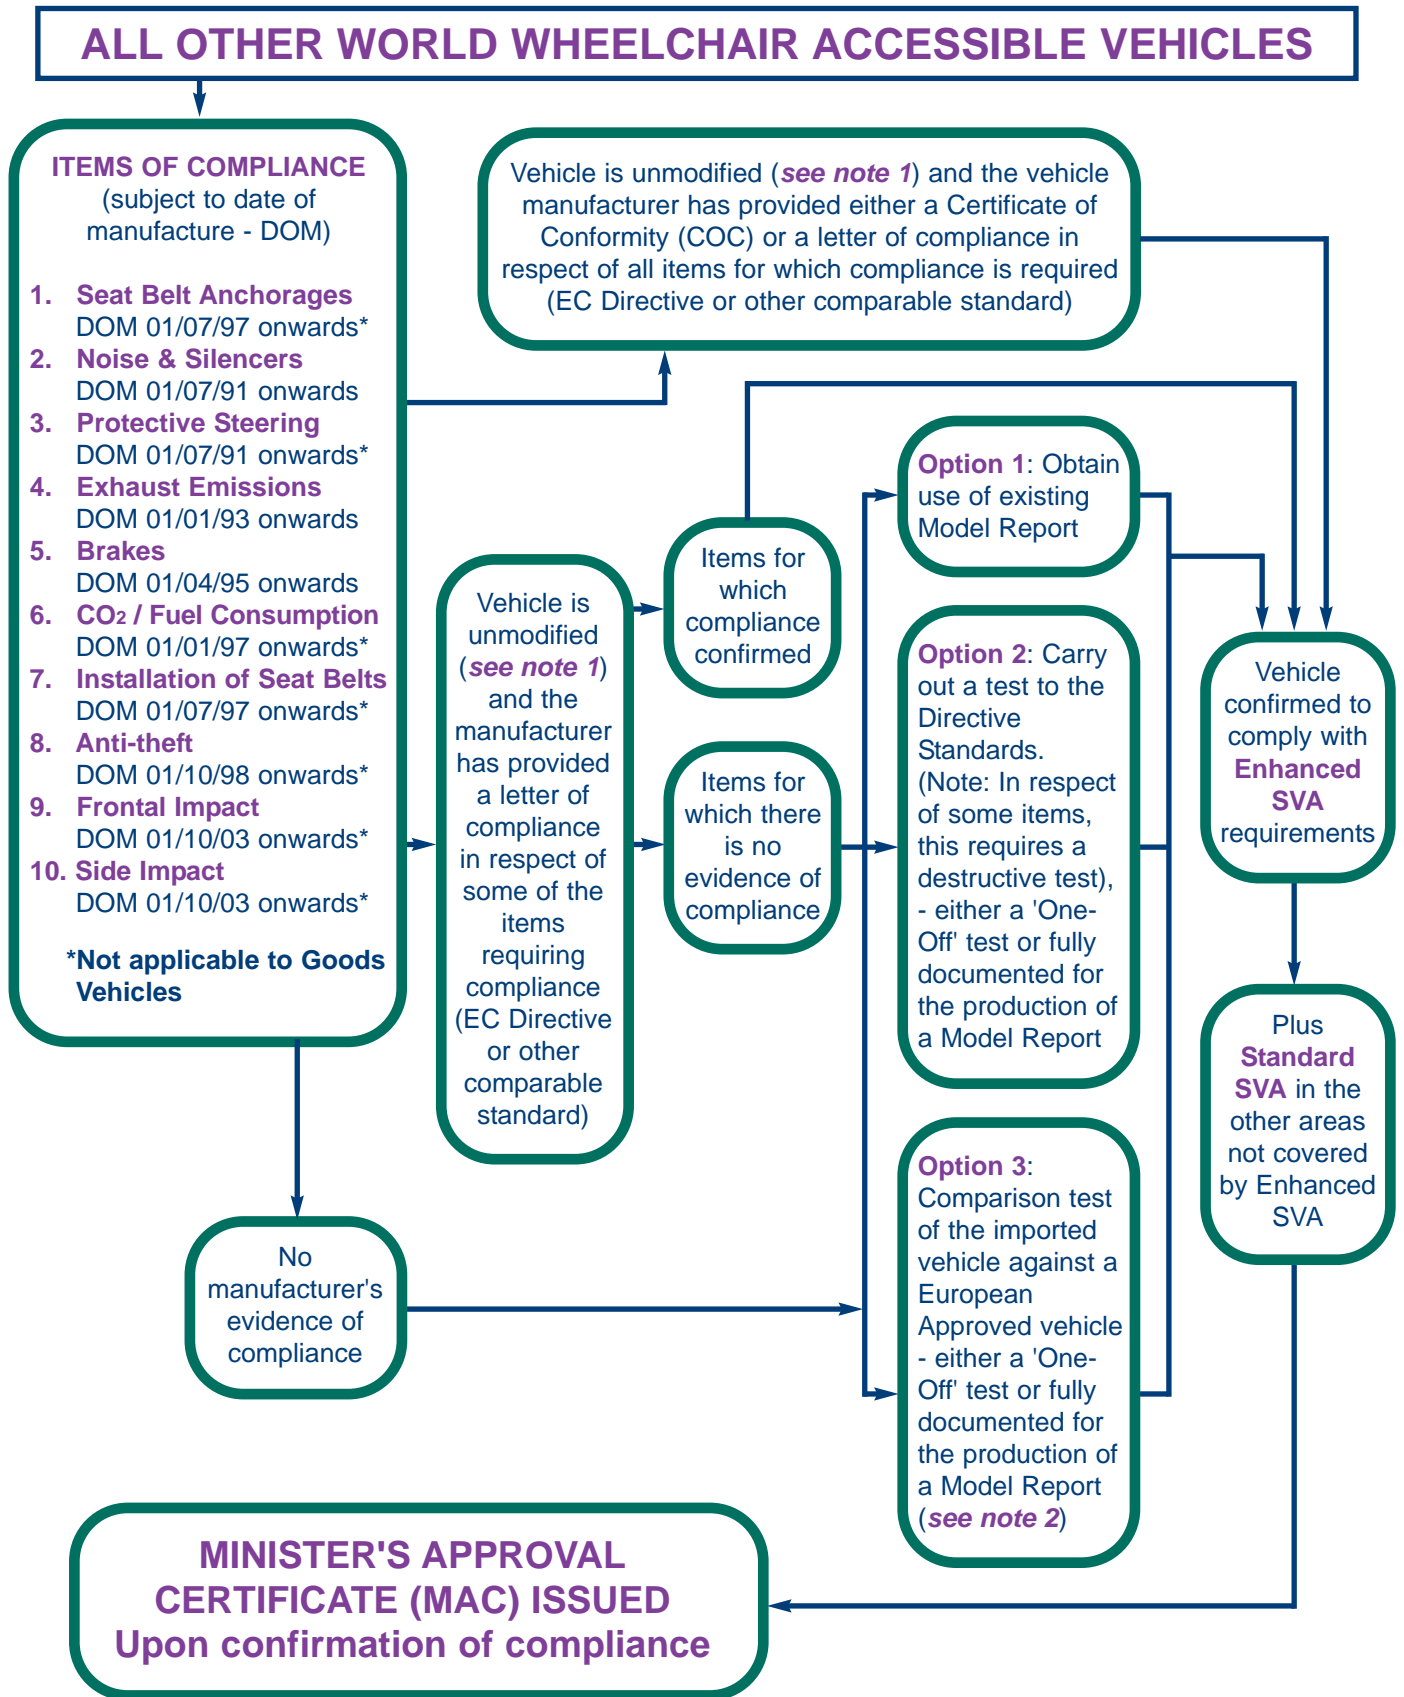 ALL OTHER WORLD WHEELCHAIR ACCESSIBLE VEHICLES
ITEMS OF COMPLIANCE
(subject to date of
manufacture - DOM)
1. Seat Belt Anchorages
DOM 01/07/97 onwards*
2. Noise & Silencers
DOM 01/07/91 onwards
3. Protective Steering
DOM 01/07/91 onwards*
4. Exhaust Emissions
DOM 01/01/93 onwards
5. Brakes
DOM 01/04/95 onwards
6. CO2 / Fuel Consumption
DOM 01/01/97 onwards*
7. Installation of Seat Belts
DOM 01/07/97 onwards*
8. Anti-theft
DOM 01/10/98 onwards*
9. Frontal Impact
DOM 01/10/03 onwards*
10. Side Impact
DOM 01/10/03 onwards*
*Not applicable to Goods
Vehicles
Vehicle is unmodified (see note 1) and the vehicle
manufacturer has provided either a Certificate of
Conformity (COC) or a letter of compliance in
respect of all items for which compliance is required
(EC Directive or other comparable standard)
Vehicle is
unmodified
(see note 1)
and the
manufacturer
has provided
a letter of
compliance
in respect of
some of the
items
requiring
compliance
(EC Directive
or other
comparable
standard)
Items for
which
compliance
confirmed
Items for
which there
is no
evidence of
compliance
No
manufacturer's
evidence of
compliance
Option 1: Obtain
use of existing
Model Report
Option 2: Carry
out a test to the
Directive
Standards.
(Note: In respect
of some items,
this requires a
destructive test),
- either a 'One-
Off' test or fully
documented for
the production of
a Model Report
Option 3:
Comparison test
of the imported
vehicle against a
European
Approved vehicle
- either a 'One-
Off' test or fully
documented for
the production of
a Model Report
(see note 2)
Vehicle
confirmed to
comply with
Enhanced
SVA
requirements
Plus
Standard
SVA in the
other areas
not covered
by Enhanced
SVA
MINISTER'S APPROVAL
CERTIFICATE (MAC) ISSUED
Upon confirmation of compliance